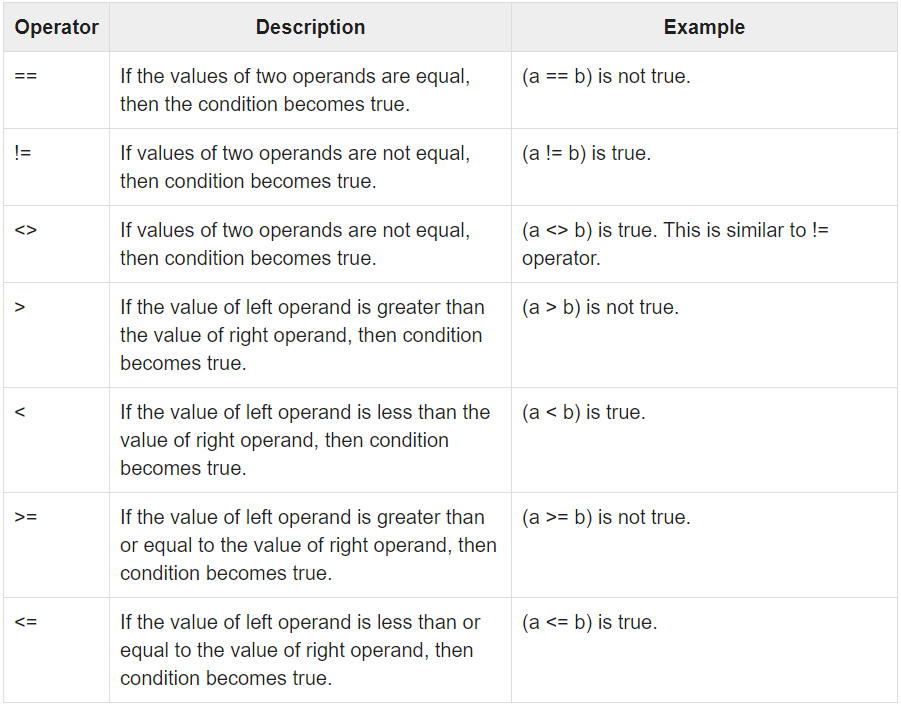 Operator Description Example
== If the values of two operands are equal, (a == b) is not true.
then the condition becomes true.
!= If values of two operands are not equal, (a != b) is true.
then condition becomes true.
<> If values of two operands are not equal, (a <> b) is true. This is similar to !=
then condition becomes true. operator.
> If the value of left operand is greater than (a > b) is not true.
the value of right operand, then condition
becomes true.
< If the value of left operand is less than the (a < b) is true.
value of right operand, then condition
becomes true.
>= If the value of left operand is greater than (a >= b) is not true.
or equal to the value of right operand, then
condition becomes true.
<= If the value of left operand is less than or (a <= b) is true.
equal to the value of right operand, then
condition becomes true.